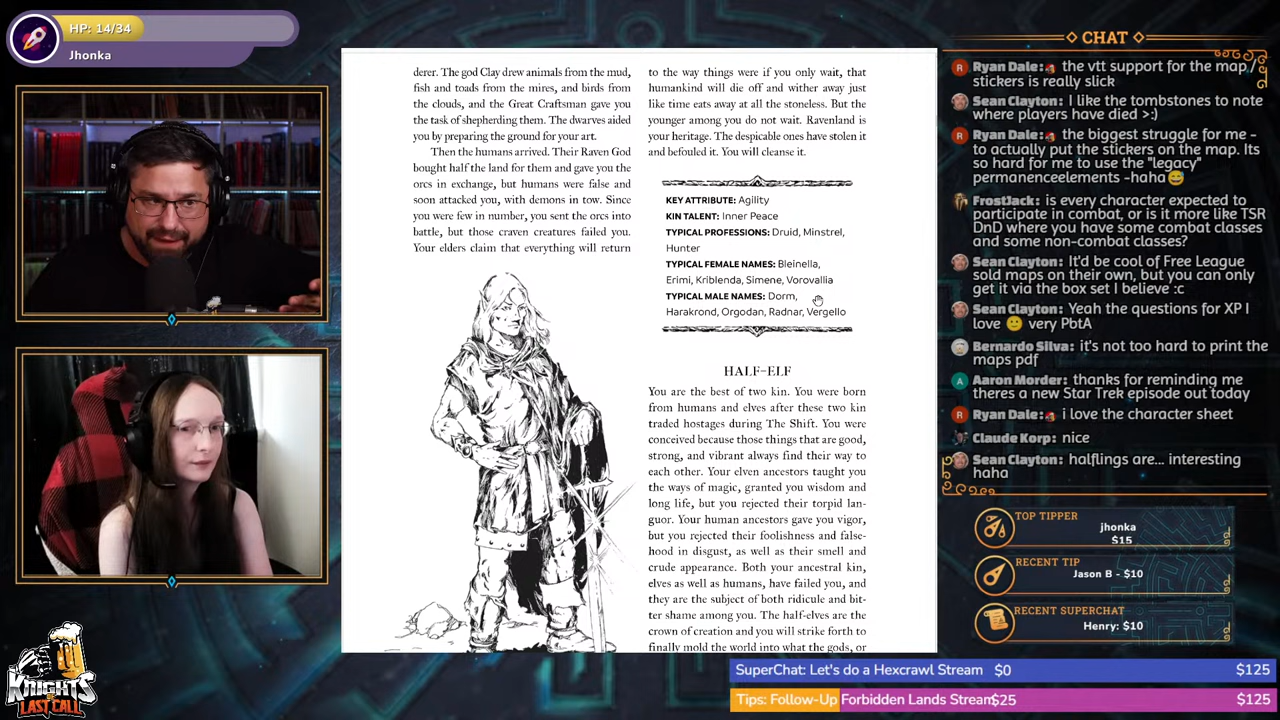 HP: 14/34
Jhonka
derer. The god Clay drew animals from the mud,
fish and toads from the mires, and birds from
the clouds, and the Great Craftsman gave you
the task of shepherding them. The dwarves aided
you by preparing the ground for your art.
Then the humans arrived. Their Raven God
bought half the land for them and gave you the
orcs in exchange, but humans were false and
soon attacked you, with demons in tow. Since
you were few in number, you sent the orcs into
battle, but those craven creatures failed you.
Your elders claim that everything will return
to the way things were if you only wait, that
humankind will die off and wither away just
like time eats away at all the stoneless. But the
younger among you do not wait. Ravenland is
your heritage. The despicable ones have stolen it
and befouled it. You will cleanse it.
KEY ATTRIBUTE: Agility
KIN TALENT: Inner Peace
TYPICAL PROFESSIONS: Druid, Minstrel,
Hunter
TYPICAL FEMALE NAMES: Bleinella,
Erimi, Kriblenda, Simene, Vorovallia
TYPICAL MALE NAMES: Dorm,
Harakrond, Orgodan, Radnar, Vergello
HALF-ELF
You are the best of two kin. You were born
from humans and elves after these two kin
traded hostages during The Shift. You were
conceived because those things that are good,
strong, and vibrant always find their way to
each other. Your elven ancestors taught you
the ways of magic, granted you wisdom and
long life, but you rejected their torpid lan-
guor. Your human ancestors gave you vigor,
but you rejected their foolishness and false-
hood in disgust, as well as their smell and
crude appearance. Both your ancestral kin,
elves as well as humans, have failed you, and
they are the subject of both ridicule and bit-
ter shame among you. The half-elves are the
crown of creation and you will strike forth to
finally mold the world into what the gods, or
CHAT
R Ryan Dale: the vtt support for the map /
stickers is really slick
Sean Clayton: I like the tombstones to note
where players have died >:)
R Ryan Dale: the biggest struggle for me -
to actually put the stickers on the map. Its
so hard for me to use the "legacy"
permanenceelements -haha😅
FrostJack: is every character expected to
participate in combat, or is it more like TSR
DnD where you have some combat classes
and some non-combat classes?
Sean Clayton: It'd be cool of Free League
sold maps on their own, but you can only
get it via the box set I believe :c
Sean Clayton: Yeah the questions for XP I
love 🙂 very PbtA
Bernardo Silva: it's not too hard to print the
maps pdf
A Aaron Morder: thanks for reminding me
theres a new Star Trek episode out today
R Ryan Dale: i love the character sheet
Claude Korp: nice
Sean Clayton: halflings are... interesting
haha
TOP TIPPER
jhonka
$15
RECENT TIP
Jason B - $10
RECENT SUPERCHAT
Henry: $10
KNIGHTS
LAST CALL
SuperChat: Let's do a Hexcrawl Stream $0 $125
Tips: Follow-Up Forbidden Lands Stream $25 $125